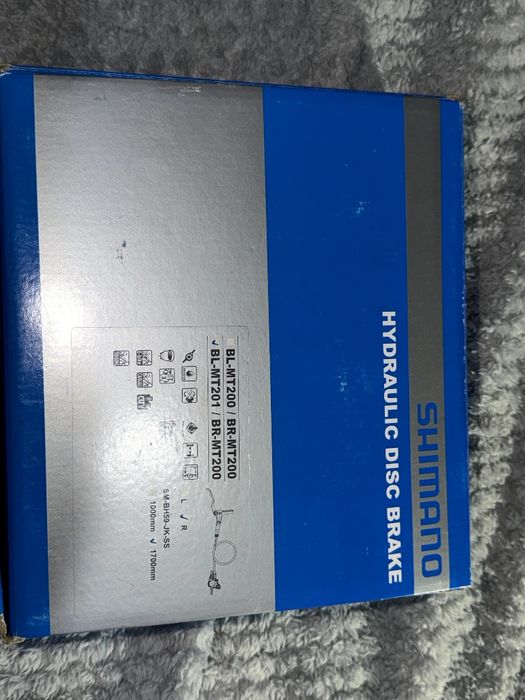 SHIMANO
HYDRAULIC DISC BRAKE
BL-MT200 / BR-MT200
✓ BL-MT201 / BR-MT200
L ✓ R
SM-BH59-JK-SS
1000mm ✓ 1700mm